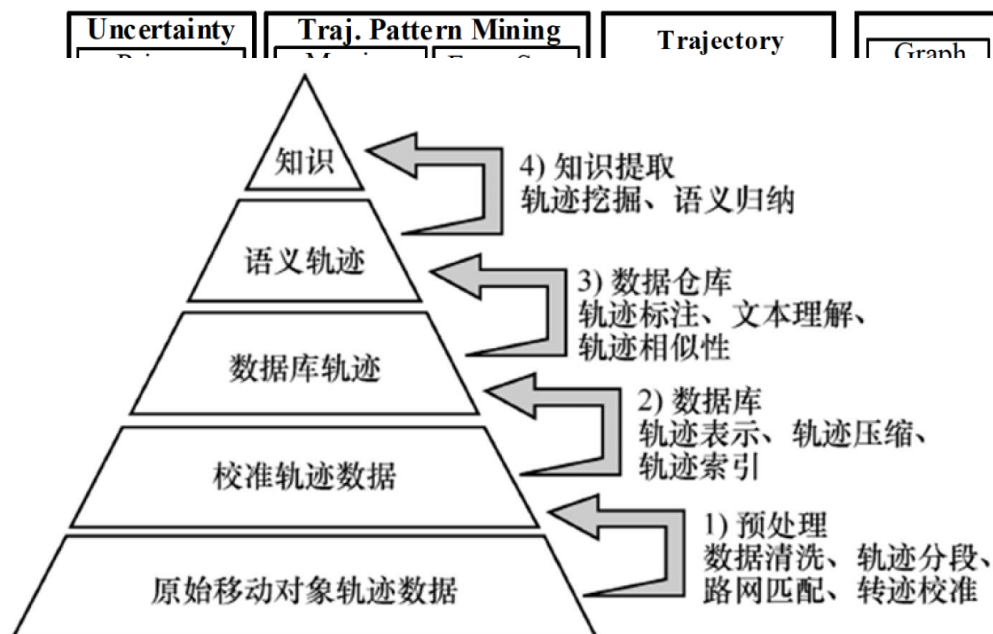 Uncertainty
Traj. Pattern Mining
Trajectory
Graph
知识
4) 知识提取
轨迹挖掘、语义归纳
语义轨迹
3) 数据仓库
轨迹标注、文本理解、
轨迹相似性
数据库轨迹
2) 数据库
轨迹表示、轨迹压缩、
轨迹索引
校准轨迹数据
1) 预处理
数据清洗、轨迹分段、
路网匹配、转迹校准
原始移动对象轨迹数据